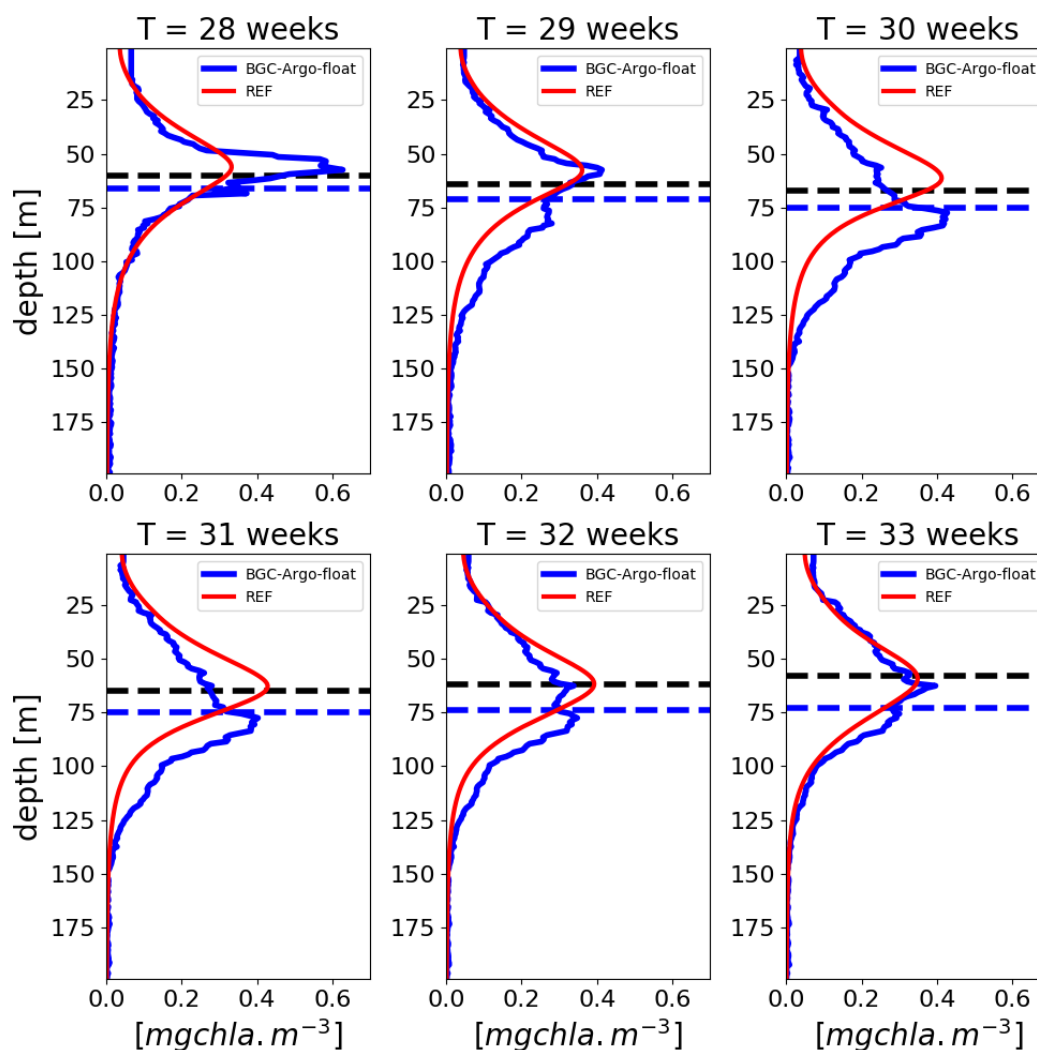 T = 28 weeks
BGC-Argo-float
REF
25
50
75
100
125
150
175
depth [m]
0.0 0.2 0.4 0.6
T = 29 weeks
BGC-Argo-float
REF
25
50
75
100
125
150
175
0.0 0.2 0.4 0.6
T = 30 weeks
BGC-Argo-float
REF
25
50
75
100
125
150
175
0.0 0.2 0.4 0.6
T = 31 weeks
BGC-Argo-float
REF
25
50
75
100
125
150
175
depth [m]
0.0 0.2 0.4 0.6
[mgchla.m⁻³]
T = 32 weeks
BGC-Argo-float
REF
25
50
75
100
125
150
175
0.0 0.2 0.4 0.6
[mgchla.m⁻³]
T = 33 weeks
BGC-Argo-float
REF
25
50
75
100
125
150
175
0.0 0.2 0.4 0.6
[mgchla.m⁻³]